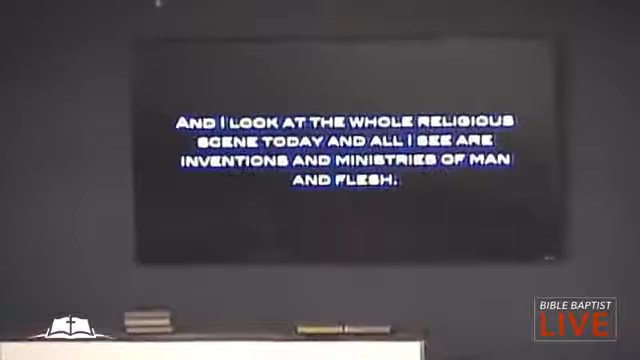 AND I LOOK AT THE WHOLE RELIGIOUS
SCENE TODAY AND ALL I SEE ARE
INVENTIONS AND MINISTRIES OF MAN
AND FLESH.
BIBLE BAPTIST
LIVE